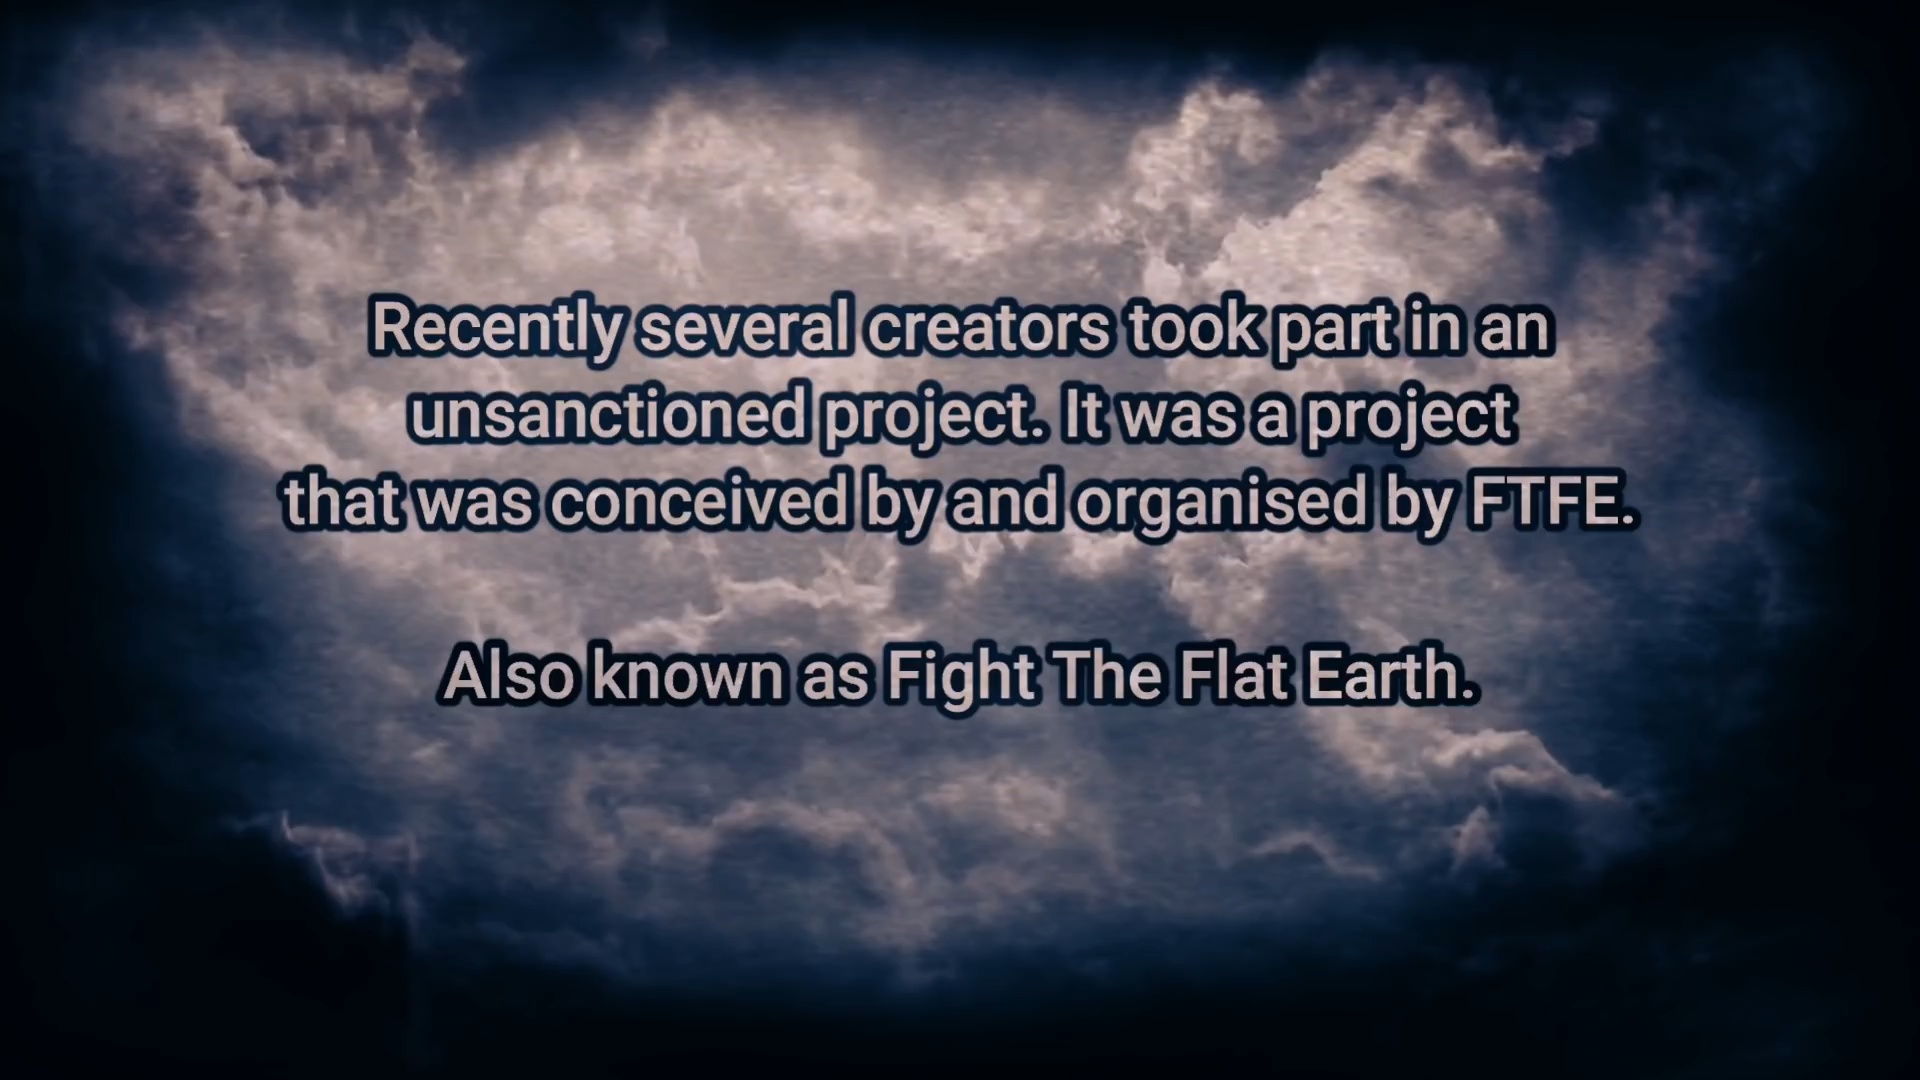 Recently several creators took part in an
unsanctioned project. It was a project
that was conceived by and organised by FTFE.
Also known as Fight The Flat Earth.